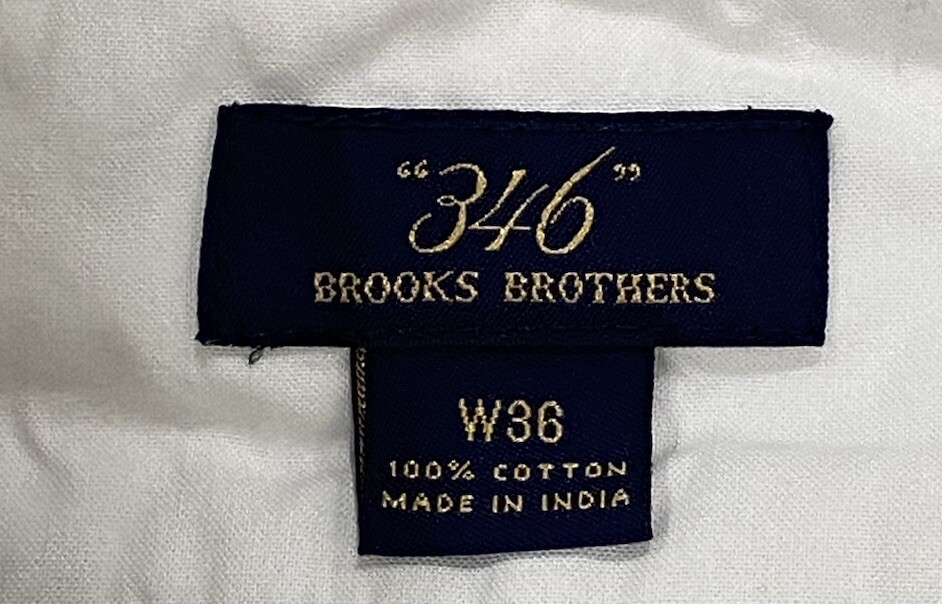 “346”
BROOKS BROTHERS
W36
100% COTTON
MADE IN INDIA